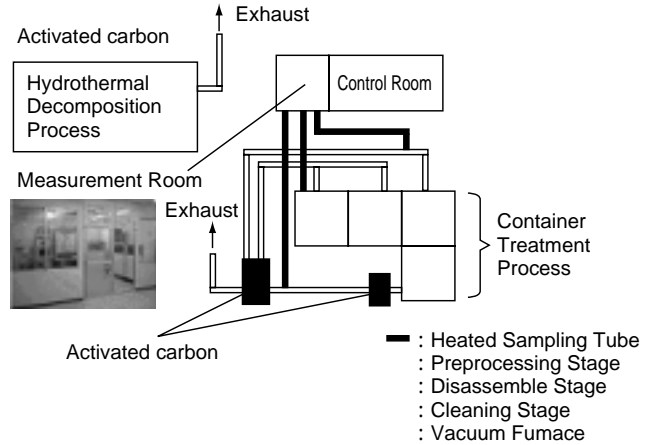 Exhaust
Activated carbon
Hydrothermal
Decomposition
Process
Control Room
Measurement Room
Exhaust
Container
Treatment
Process
Activated carbon
: Heated Sampling Tube
: Preprocessing Stage
: Disassemble Stage
: Cleaning Stage
: Vacuum Fumace